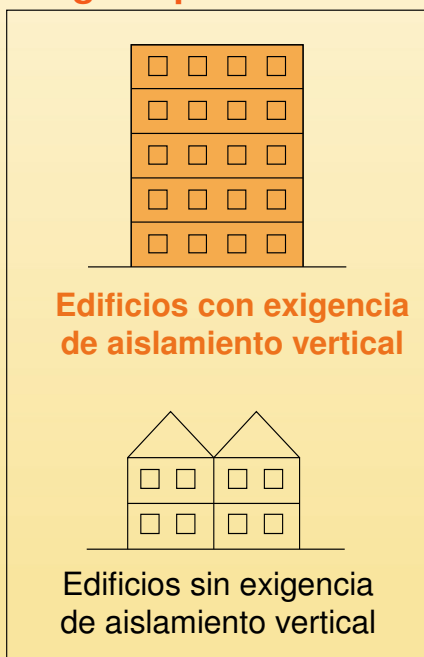 Edificios con exigencia
de aislamiento vertical
Edificios sin exigencia
de aislamiento vertical